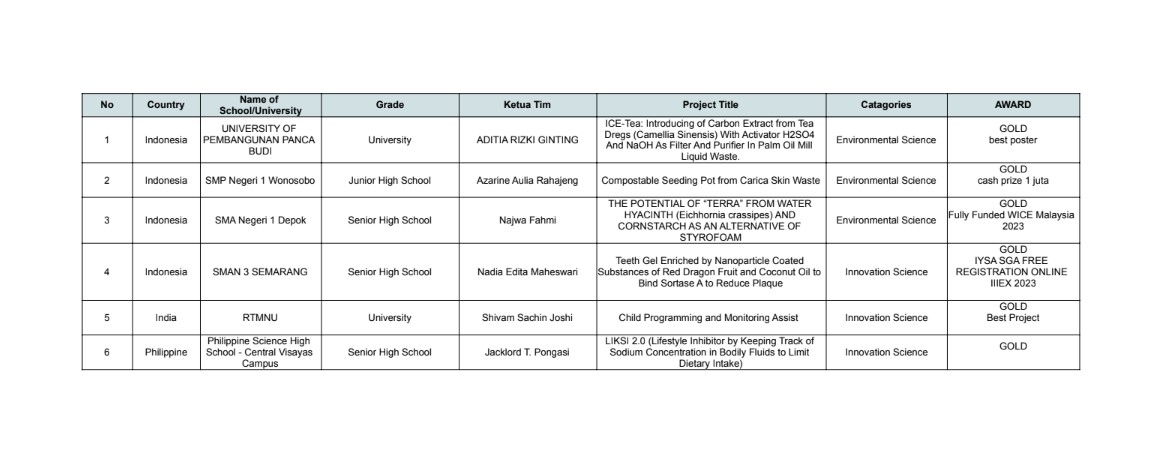 No Country Name of School/University Grade Ketua Tim Project Title Catagories AWARD
1 Indonesia
UNIVERSITY OF
PEMBANGUNAN PANCA
BUDI
University ADITIA RIZKI GINTING
ICE-Tea: Introducing of Carbon Extract from Tea
Dregs (Camellia Sinensis) With Activator H2SO4
And NaOH As Filter And Purifier In Palm Oil Mill
Liquid Waste.
Environmental Science
GOLD
best poster
2 Indonesia SMP Negeri 1 Wonosobo Junior High School Azarine Aulia Rahajeng Compostable Seeding Pot from Carica Skin Waste Environmental Science
GOLD
cash prize 1 juta
3 Indonesia SMA Negeri 1 Depok Senior High School Najwa Fahmi
THE POTENTIAL OF “TERRA” FROM WATER
HYACINTH (Eichhornia crassipes) AND
CORNSTARCH AS AN ALTERNATIVE OF
STYROFOAM
Environmental Science
GOLD
Fully Funded WICE Malaysia
2023
4 Indonesia SMAN 3 SEMARANG Senior High School Nadia Edita Maheswari
Teeth Gel Enriched by Nanoparticle Coated
Substances of Red Dragon Fruit and Coconut Oil to
Bind Sortase A to Reduce Plaque
Innovation Science
GOLD
IYSA SGA FREE
REGISTRATION ONLINE
IIIEX 2023
5 India RTMNU University Shivam Sachin Joshi Child Programming and Monitoring Assist Innovation Science
GOLD
Best Project
6 Philippine
Philippine Science High
School - Central Visayas
Campus
Senior High School Jacklord T. Pongasi
LIKSI 2.0 (Lifestyle Inhibitor by Keeping Track of
Sodium Concentration in Bodily Fluids to Limit
Dietary Intake)
Innovation Science
GOLD